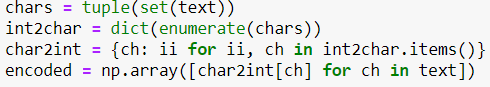 chars = tuple(set(text))
int2char = dict(enumerate(chars))
char2int = {ch: ii for ii, ch in int2char.items()}
encoded = np.array([char2int[ch] for ch in text])